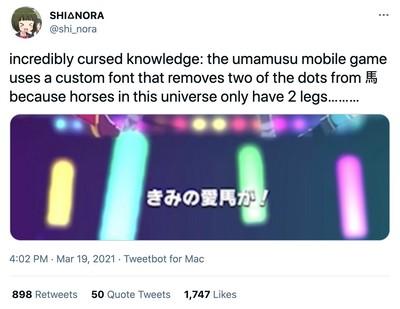 SHIΔNORA
@shi_nora
incredibly cursed knowledge: the umamusu mobile game
uses a custom font that removes two of the dots from 馬
because horses in this universe only have 2 legs.........
きみの愛馬が!
4:02 PM · Mar 19, 2021 · Tweetbot for Mac
898 Retweets 50 Quote Tweets 1,747 Likes